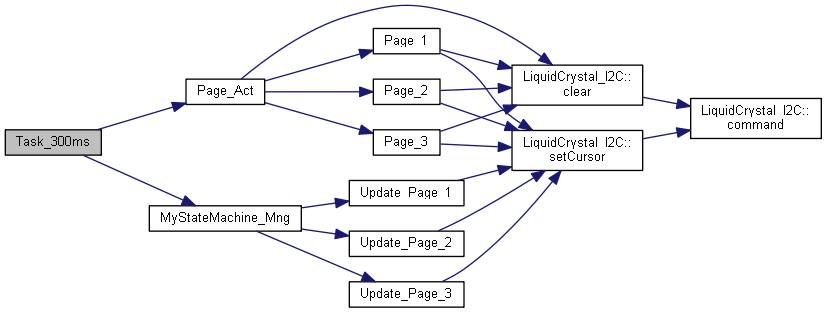 Task_300ms
Page_Act
MyStateMachine_Mng
Page_1
Page_2
Page_3
Update_Page_1
Update_Page_2
Update_Page_3
LiquidCrystal_I2C::
clear
LiquidCrystal_I2C::
setCursor
LiquidCrystal_I2C::
command